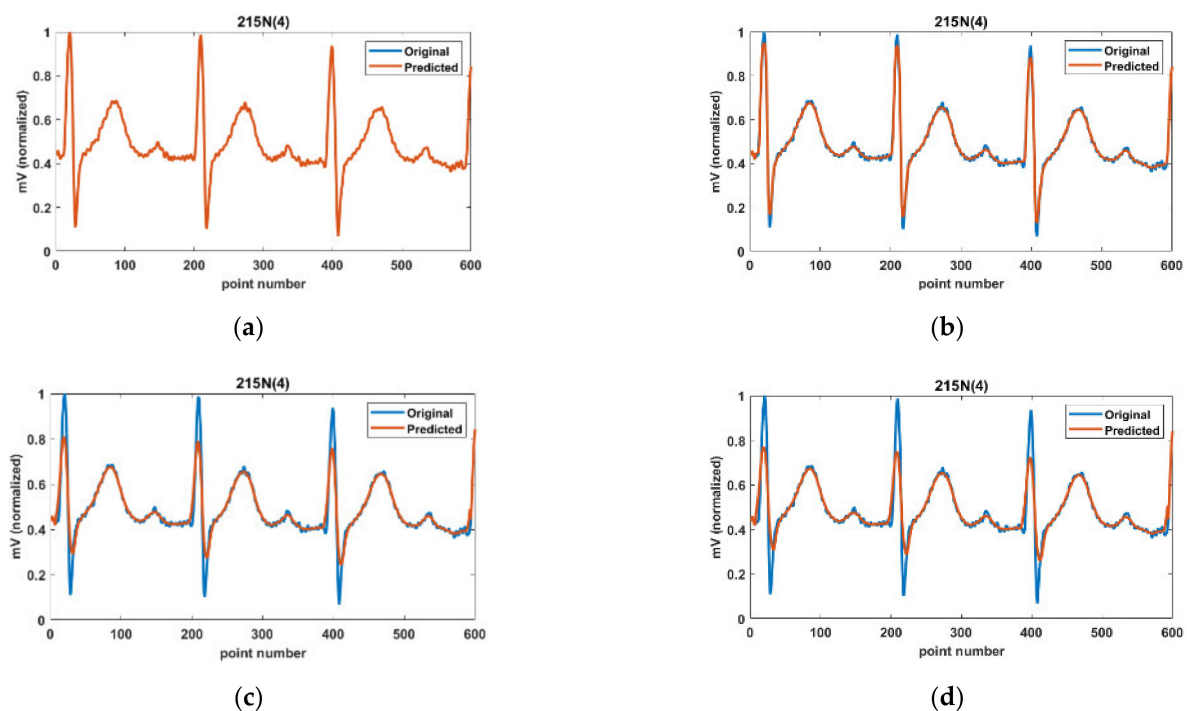 215N(4)
1
0.8
0.6
0.4
0.2
0
mV (normalized)
Original
Predicted
0 100 200 300 400 500 600
point number
(a)
215N(4)
1
0.8
0.6
0.4
0.2
0
mV (normalized)
Original
Predicted
0 100 200 300 400 500 600
point number
(b)
215N(4)
1
0.8
0.6
0.4
0.2
0
mV (normalized)
Original
Predicted
0 100 200 300 400 500 600
point number
(c)
215N(4)
1
0.8
0.6
0.4
0.2
0
mV (normalized)
Original
Predicted
0 100 200 300 400 500 600
point number
(d)